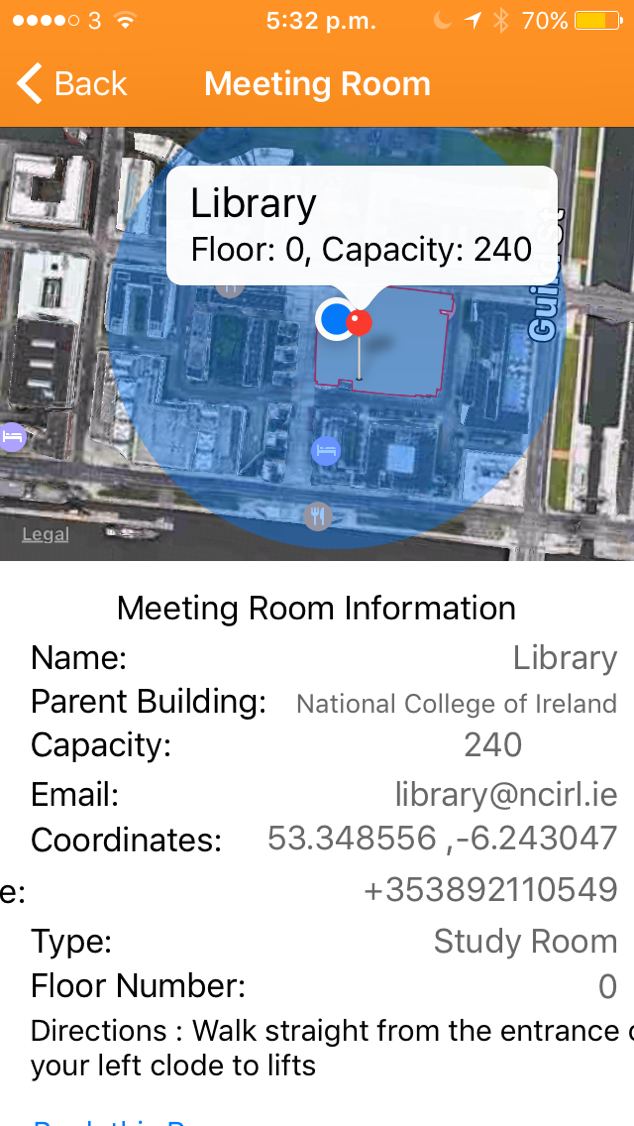 3 5:32 p.m. 70%
Back Meeting Room
Library
Floor: 0, Capacity: 240
Guild St
Legal
Meeting Room Information
Name: Library
Parent Building: National College of Ireland
Capacity: 240
Email: library@ncirl.ie
Coordinates: 53.348556 ,-6.243047
e: +353892110549
Type: Study Room
Floor Number: 0
Directions : Walk straight from the entrance
your left clode to lifts